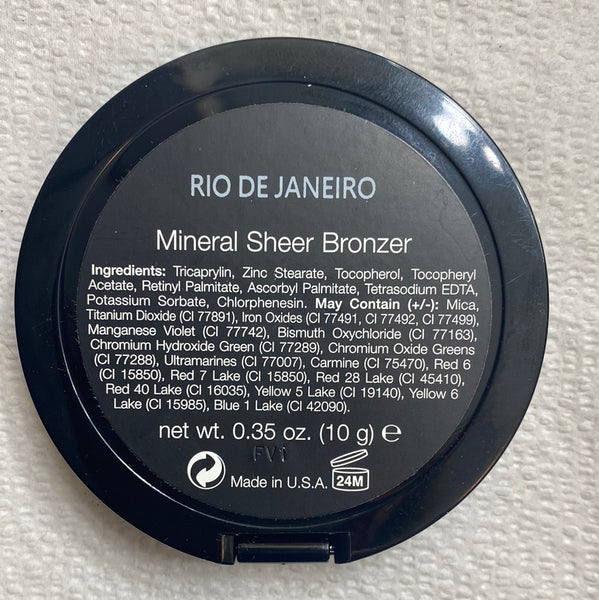 RIO DE JANEIRO
Mineral Sheer Bronzer
Ingredients: Tricaprylin, Zinc Stearate, Tocopherol, Tocopheryl
Acetate, Retinyl Palmitate, Ascorbyl Palmitate, Tetrasodium EDTA,
Potassium Sorbate, Chlorphenesin. May Contain (+/-): Mica,
Titanium Dioxide (CI 77891), Iron Oxides (CI 77491, CI 77492, CI 77499),
Manganese Violet (CI 77742), Bismuth Oxychloride (CI 77163),
Chromium Hydroxide Green (CI 77289), Chromium Oxide Greens
(CI 77288), Ultramarines (CI 77007), Carmine (CI 75470), Red 6
(CI 15850), Red 7 Lake (CI 15850), Red 28 Lake (CI 45410),
Red 40 Lake (CI 16035), Yellow 5 Lake (CI 19140), Yellow 6
Lake (CI 15985), Blue 1 Lake (CI 42090).
net wt. 0.35 oz. (10 g) ℮
FV1
Made in U.S.A. 24M